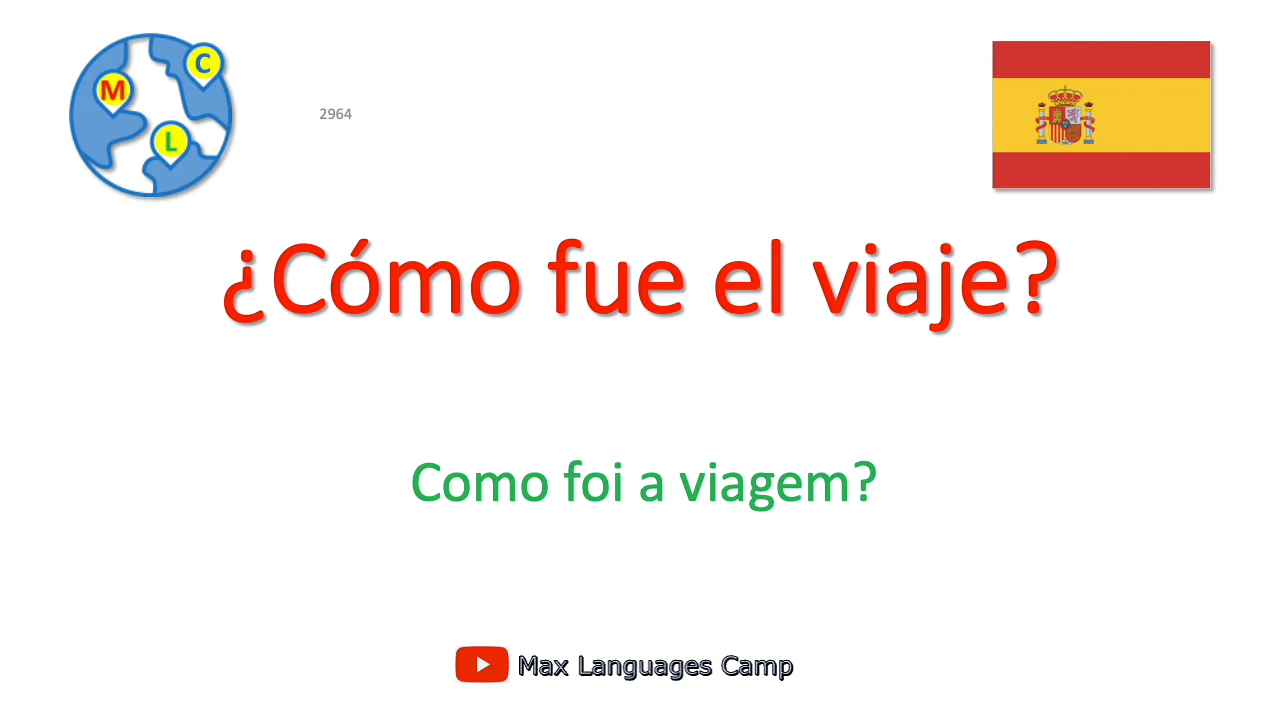 M
C
L
2964
¿Cómo fue el viaje?
Como foi a viagem?
Max Languages Camp